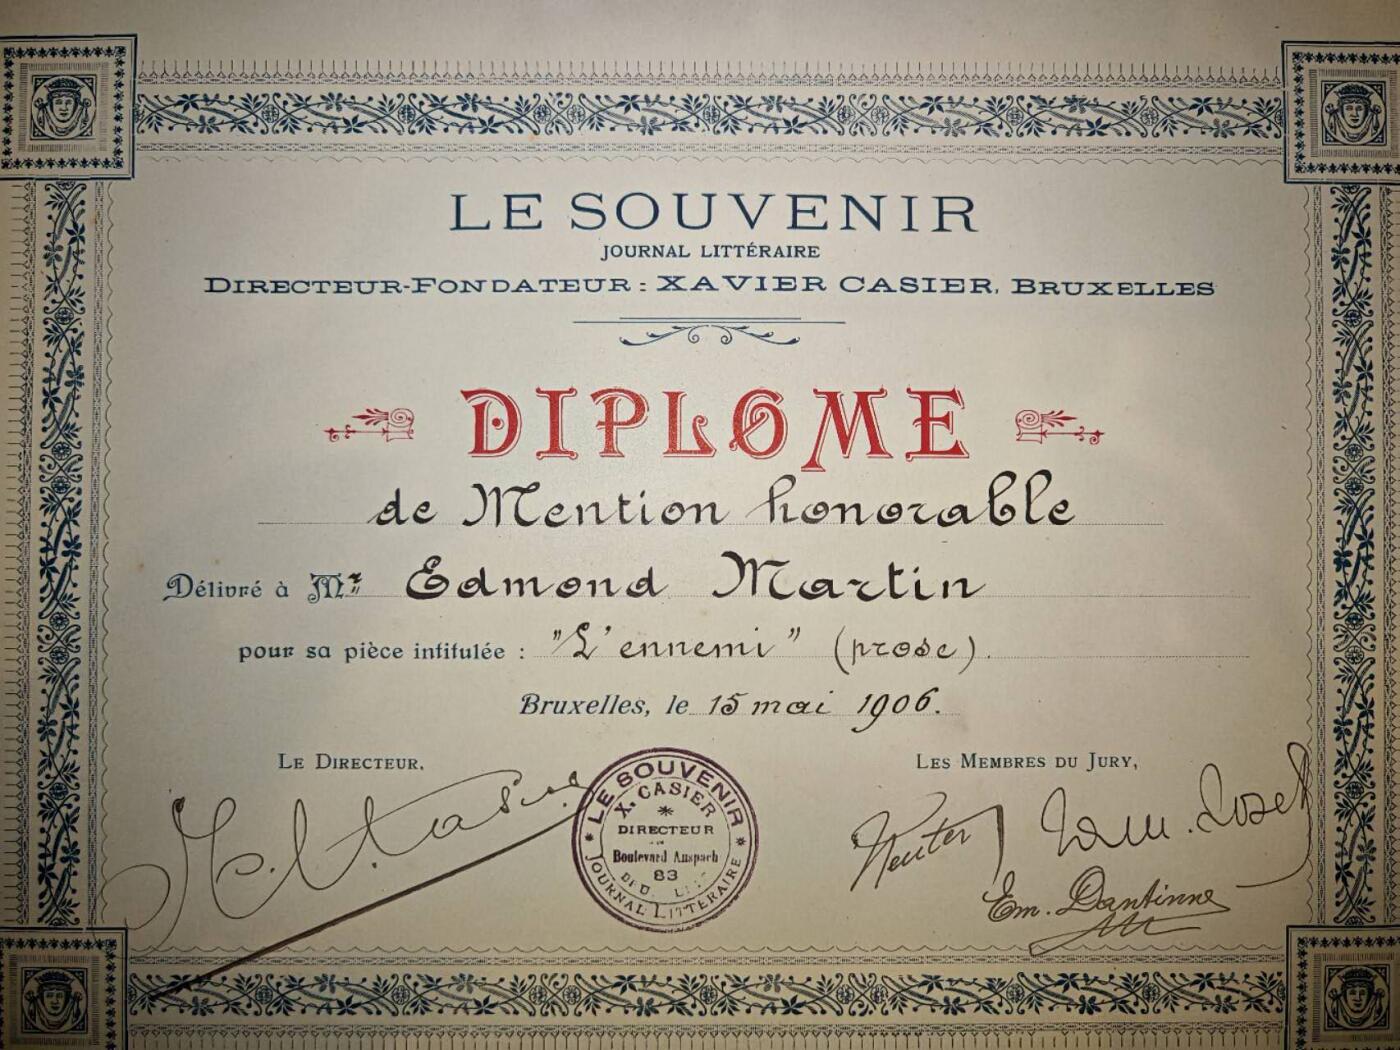 LE SOUVENIR
JOURNAL LITTÉRAIRE
DIRECTEUR-FONDATEUR : XAVIER CASIER, BRUXELLES
DIPLOME
de Mention honorable
Délivré à Mr Edmond Martin
pour sa pièce intitulée : "L'ennemi" (prose).
Bruxelles, le 15 mai 1906.
LE DIRECTEUR,
LES MEMBRES DU JURY,
LE SOUVENIR
X. CASIER
DIRECTEUR
Boulevard Anspach
83
JOURNAL LITTÉRAIRE
Em. Dantinne